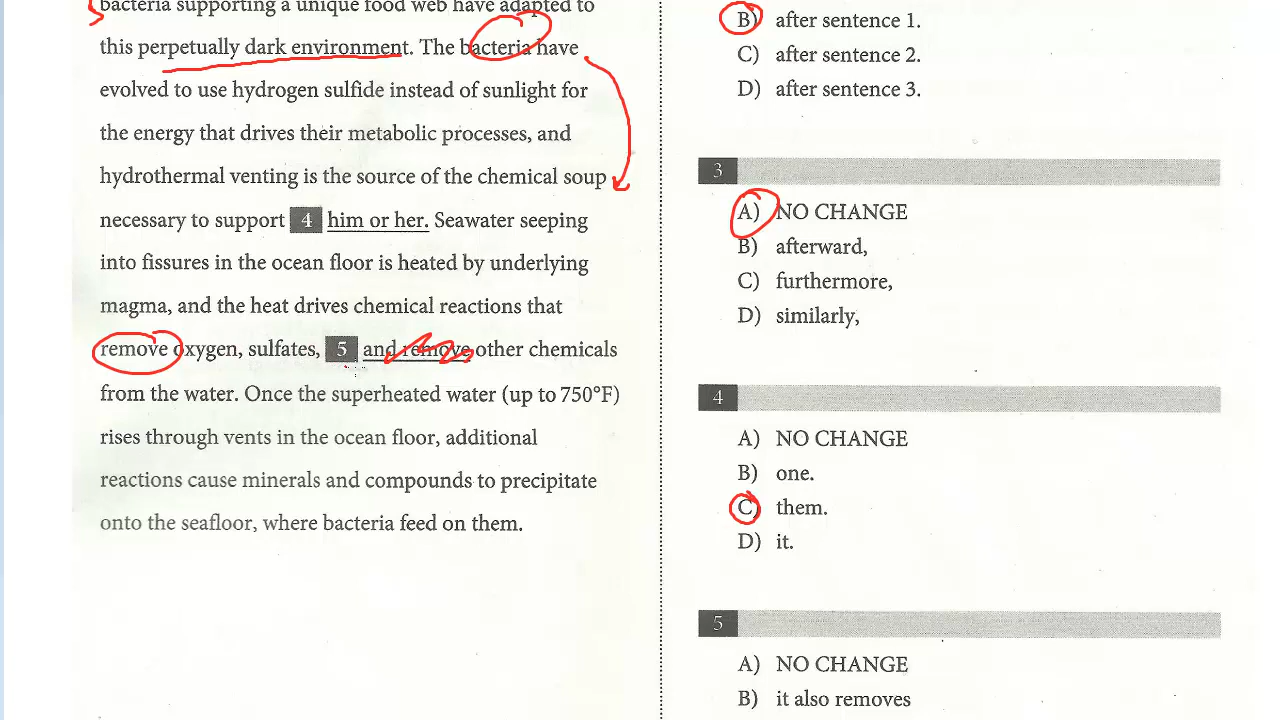 bacteria supporting a unique food web have adapted to
this perpetually dark environment. The bacteria have
evolved to use hydrogen sulfide instead of sunlight for
the energy that drives their metabolic processes, and
hydrothermal venting is the source of the chemical soup
necessary to support 4 him or her. Seawater seeping
into fissures in the ocean floor is heated by underlying
magma, and the heat drives chemical reactions that
remove oxygen, sulfates, 5 and remove other chemicals
from the water. Once the superheated water (up to 750°F)
rises through vents in the ocean floor, additional
reactions cause minerals and compounds to precipitate
onto the seafloor, where bacteria feed on them.
B) after sentence 1.
C) after sentence 2.
D) after sentence 3.
3
A) NO CHANGE
B) afterward,
C) furthermore,
D) similarly,
4
A) NO CHANGE
B) one.
C) them.
D) it.
5
A) NO CHANGE
B) it also removes